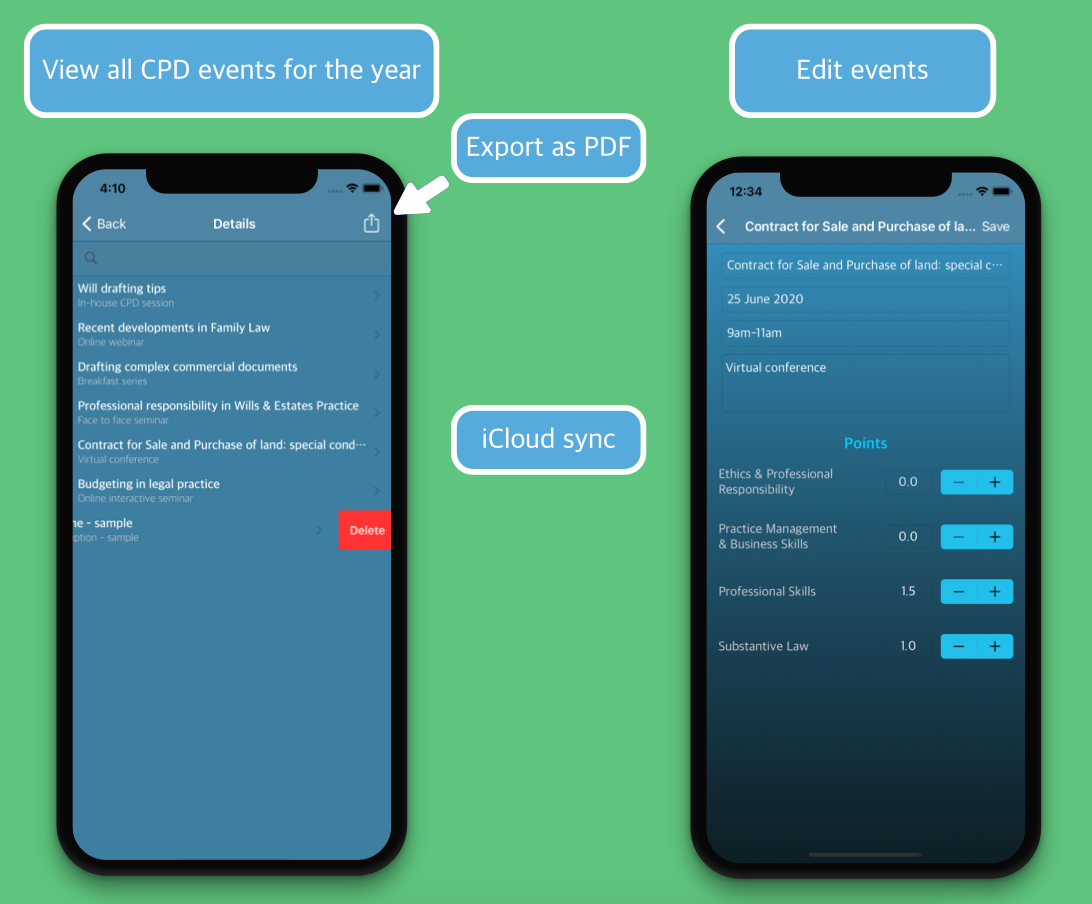 View all CPD events for the year
Edit events
Export as PDF
4:10
Back
Details
Will drafting tips
In-house CPD session
Recent developments in Family Law
Online webinar
Drafting complex commercial documents
Breakfast series
Professional responsibility in Wills & Estates Practice
Face to face seminar
Contract for Sale and Purchase of land: special cond···
Virtual conference
Budgeting in legal practice
Online interactive seminar
ne - sample
ption - sample
Delete
iCloud sync
12:34
Contract for Sale and Purchase of la... Save
Contract for Sale and Purchase of land: special c···
25 June 2020
9am-11am
Virtual conference
Points
Ethics & Professional
Responsibility
0.0
− +
Practice Management
& Business Skills
0.0
− +
Professional Skills
1.5
− +
Substantive Law
1.0
− +